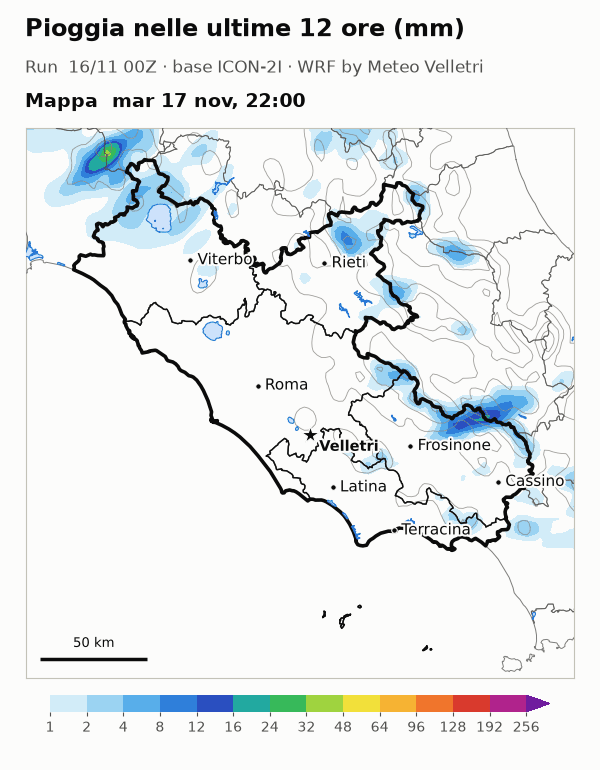 Pioggia nelle ultime 12 ore (mm)
Run  16/11 00Z · base ICON-2I · WRF by Meteo Velletri
Mappa  mar 17 nov, 22:00
Viterbo
Rieti
Roma
Velletri
Frosinone
Latina
Cassino
Terracina
50 km
1 2 4 8 12 16 24 32 48 64 96 128 192 256